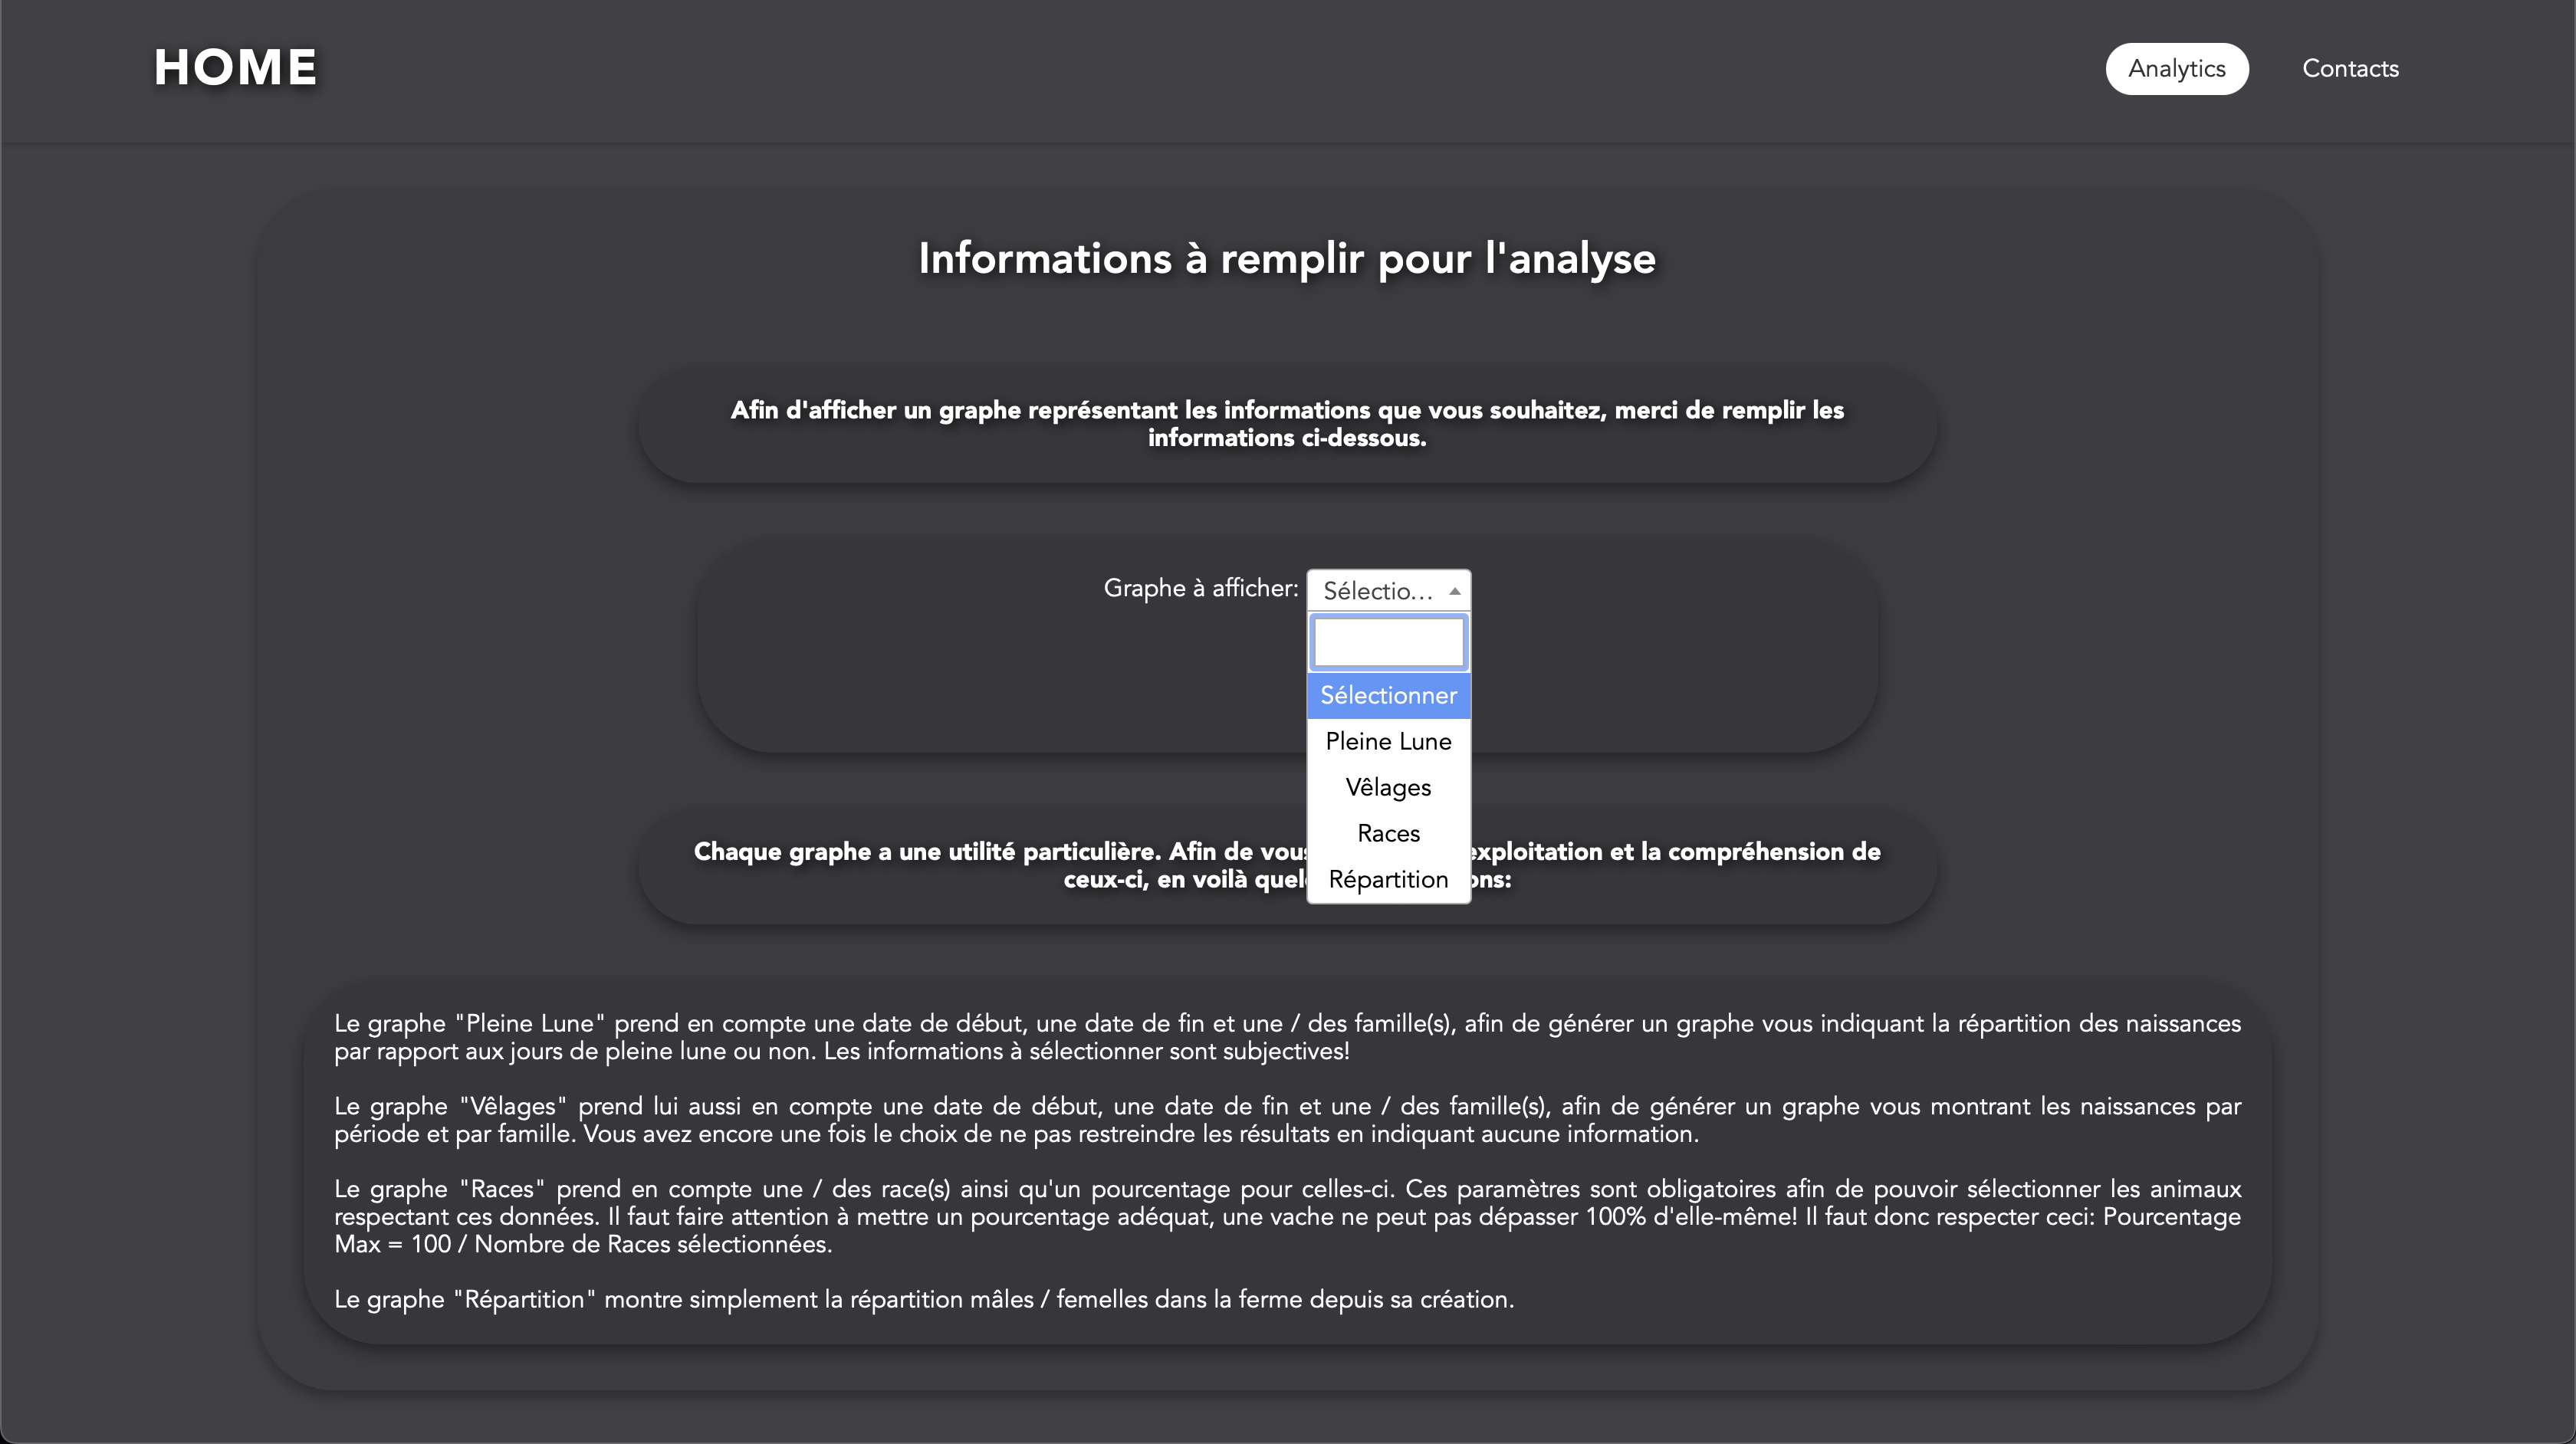 HOME
Analytics
Contacts
Informations à remplir pour l'analyse
Afin d'afficher un graphe représentant les informations que vous souhaitez, merci de remplir les
informations ci-dessous.
Graphe à afficher:
Sélectio...
Sélectionner
Pleine Lune
Vêlages
Races
Répartition
Chaque graphe a une utilité particulière. Afin de vous exploitation et la compréhension de
ceux-ci, en voilà
Le graphe "Pleine Lune" prend en compte une date de début, une date de fin et une / des famille(s), afin de générer un graphe vous indiquant la répartition des naissances
par rapport aux jours de pleine lune ou non. Les informations à sélectionner sont subjectives!
Le graphe "Vêlages" prend lui aussi en compte une date de début, une date de fin et une / des famille(s), afin de générer un graphe vous montrant les naissances par
période et par famille. Vous avez encore une fois le choix de ne pas restreindre les résultats en indiquant aucune information.
Le graphe "Races" prend en compte une / des race(s) ainsi qu'un pourcentage pour celles-ci. Ces paramètres sont obligatoires afin de pouvoir sélectionner les animaux
respectant ces données. Il faut faire attention à mettre un pourcentage adéquat, une vache ne peut pas dépasser 100% d'elle-même! Il faut donc respecter ceci: Pourcentage
Max = 100 / Nombre de Races sélectionnées.
Le graphe "Répartition" montre simplement la répartition mâles / femelles dans la ferme depuis sa création.